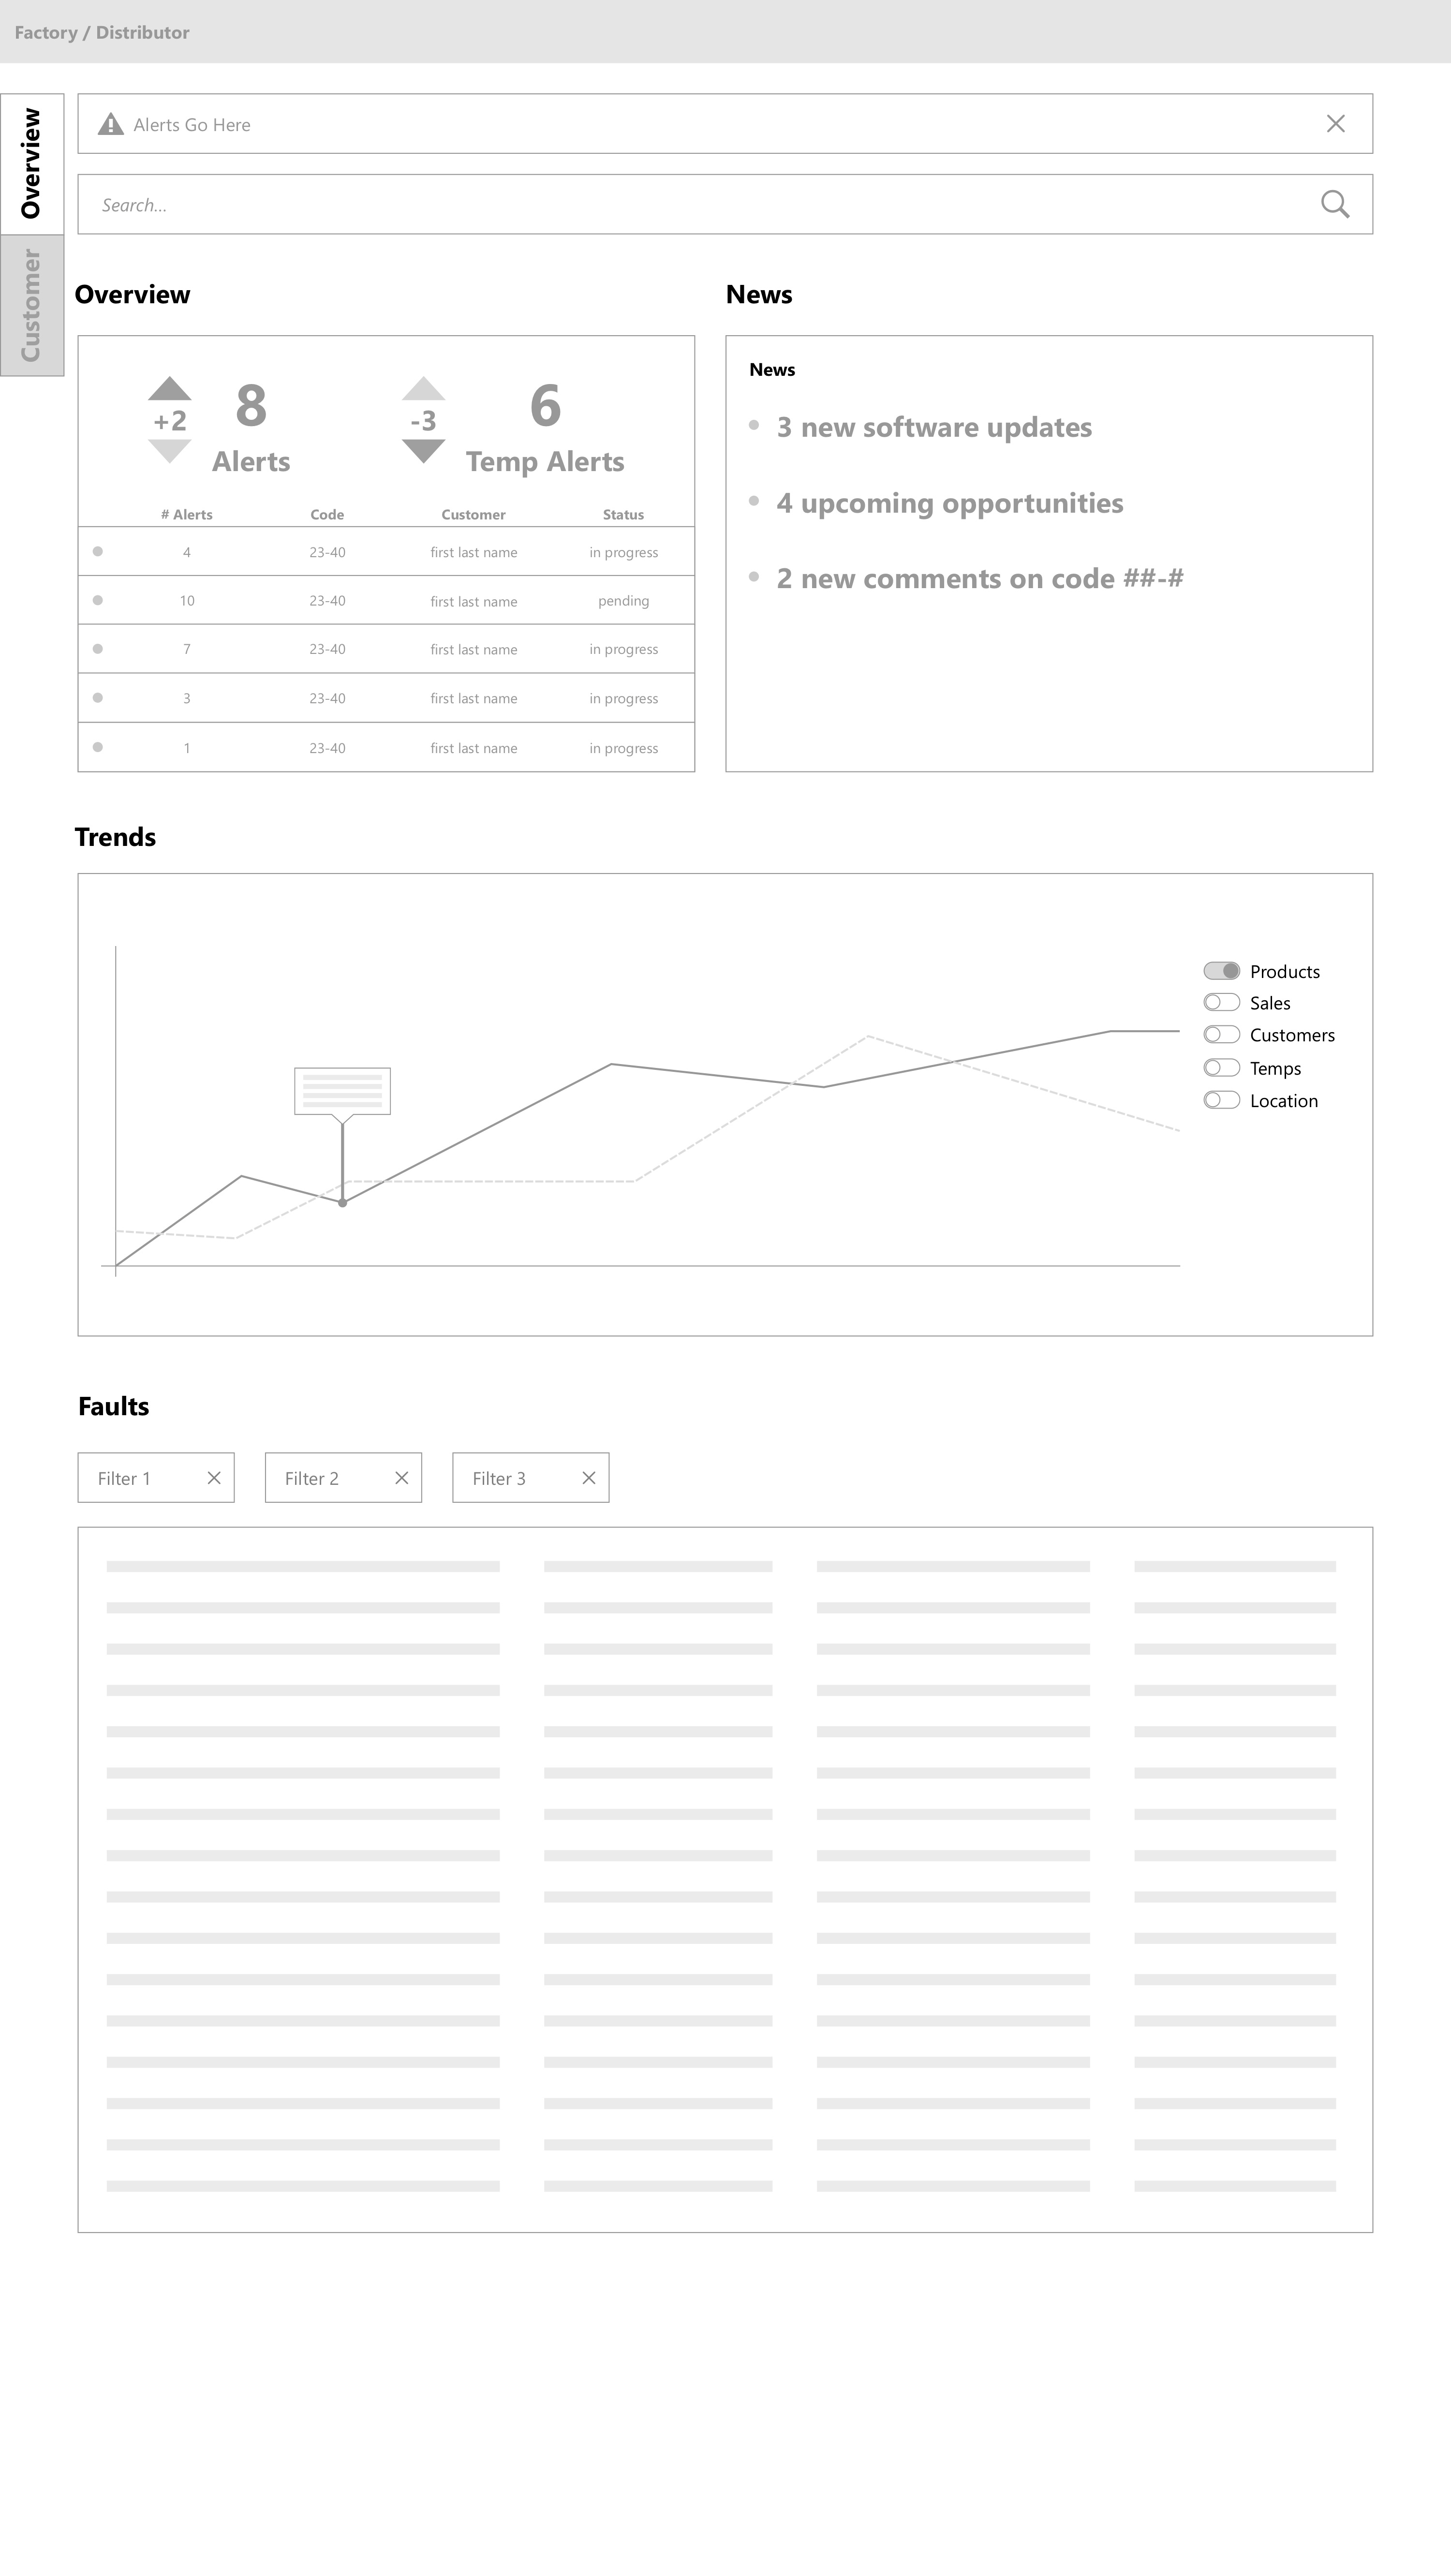 Factory / Distributor
Overview
Customer
Alerts Go Here
Search...
Overview
+2
8
Alerts
-3
6
Temp Alerts
# Alerts Code Customer Status
4 23-40 first last name in progress
10 23-40 first last name pending
7 23-40 first last name in progress
3 23-40 first last name in progress
1 23-40 first last name in progress
News
News
3 new software updates
4 upcoming opportunities
2 new comments on code ##-#
Trends
Products
Sales
Customers
Temps
Location
Faults
Filter 1
Filter 2
Filter 3